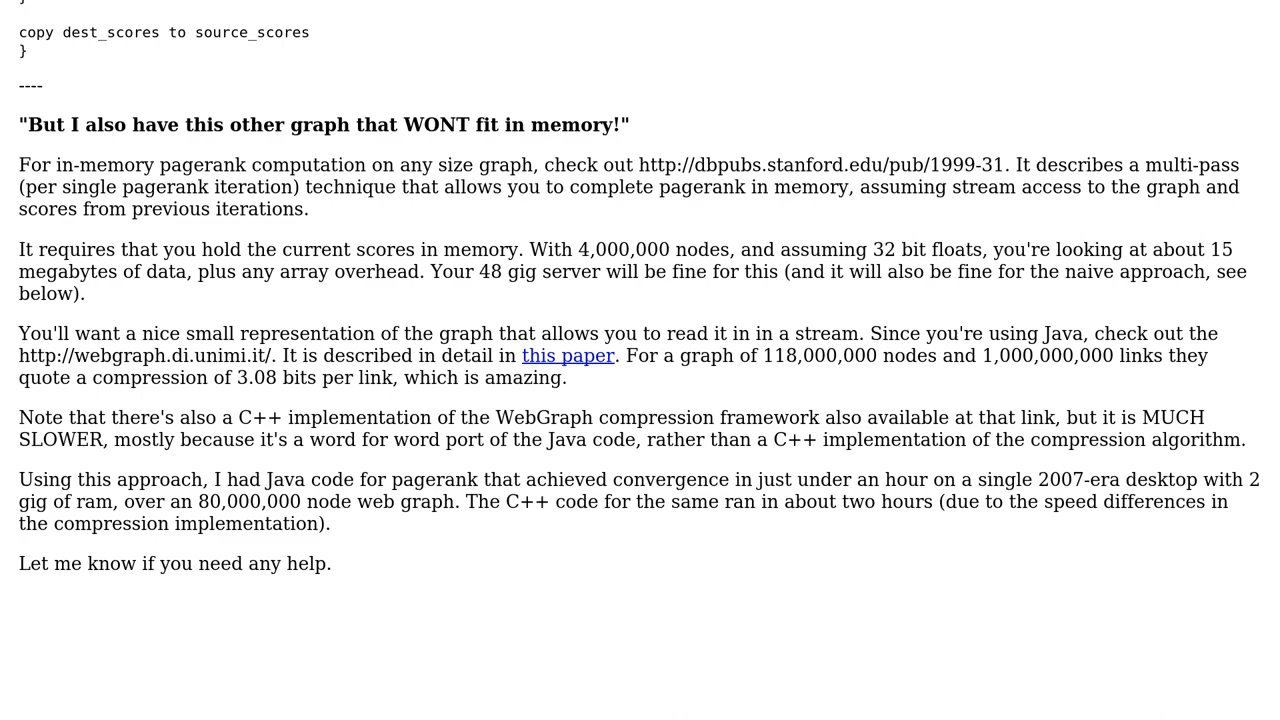 }
copy dest_scores to source_scores
}
----
"But I also have this other graph that WONT fit in memory!"
For in-memory pagerank computation on any size graph, check out http://dbpubs.stanford.edu/pub/1999-31. It describes a multi-pass
(per single pagerank iteration) technique that allows you to complete pagerank in memory, assuming stream access to the graph and
scores from previous iterations.
It requires that you hold the current scores in memory. With 4,000,000 nodes, and assuming 32 bit floats, you're looking at about 15
megabytes of data, plus any array overhead. Your 48 gig server will be fine for this (and it will also be fine for the naive approach, see
below).
You'll want a nice small representation of the graph that allows you to read it in in a stream. Since you're using Java, check out the
http://webgraph.di.unimi.it/. It is described in detail in this paper. For a graph of 118,000,000 nodes and 1,000,000,000 links they
quote a compression of 3.08 bits per link, which is amazing.
Note that there's also a C++ implementation of the WebGraph compression framework also available at that link, but it is MUCH
SLOWER, mostly because it's a word for word port of the Java code, rather than a C++ implementation of the compression algorithm.
Using this approach, I had Java code for pagerank that achieved convergence in just under an hour on a single 2007-era desktop with 2
gig of ram, over an 80,000,000 node web graph. The C++ code for the same ran in about two hours (due to the speed differences in
the compression implementation).
Let me know if you need any help.